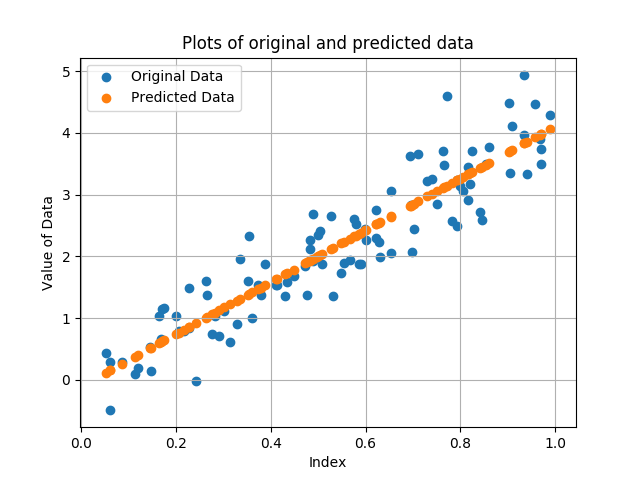 Plots of original and predicted data
Original Data
Predicted Data
5
4
3
2
1
0
Value of Data
0.0 0.2 0.4 0.6 0.8 1.0
Index